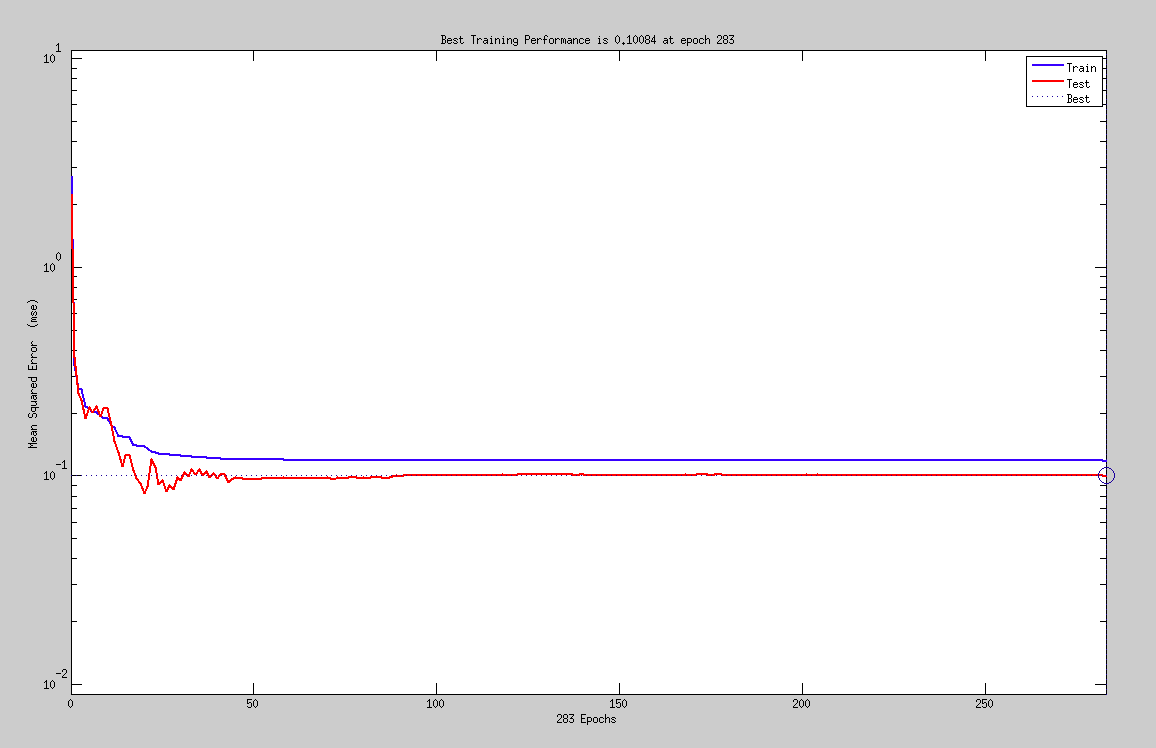 Best Training Performance is 0.10084 at epoch 283
Train
Test
Best
Mean Squared Error  (mse)
10^1
10^0
10^-1
10^-2
0 50 100 150 200 250
283 Epochs